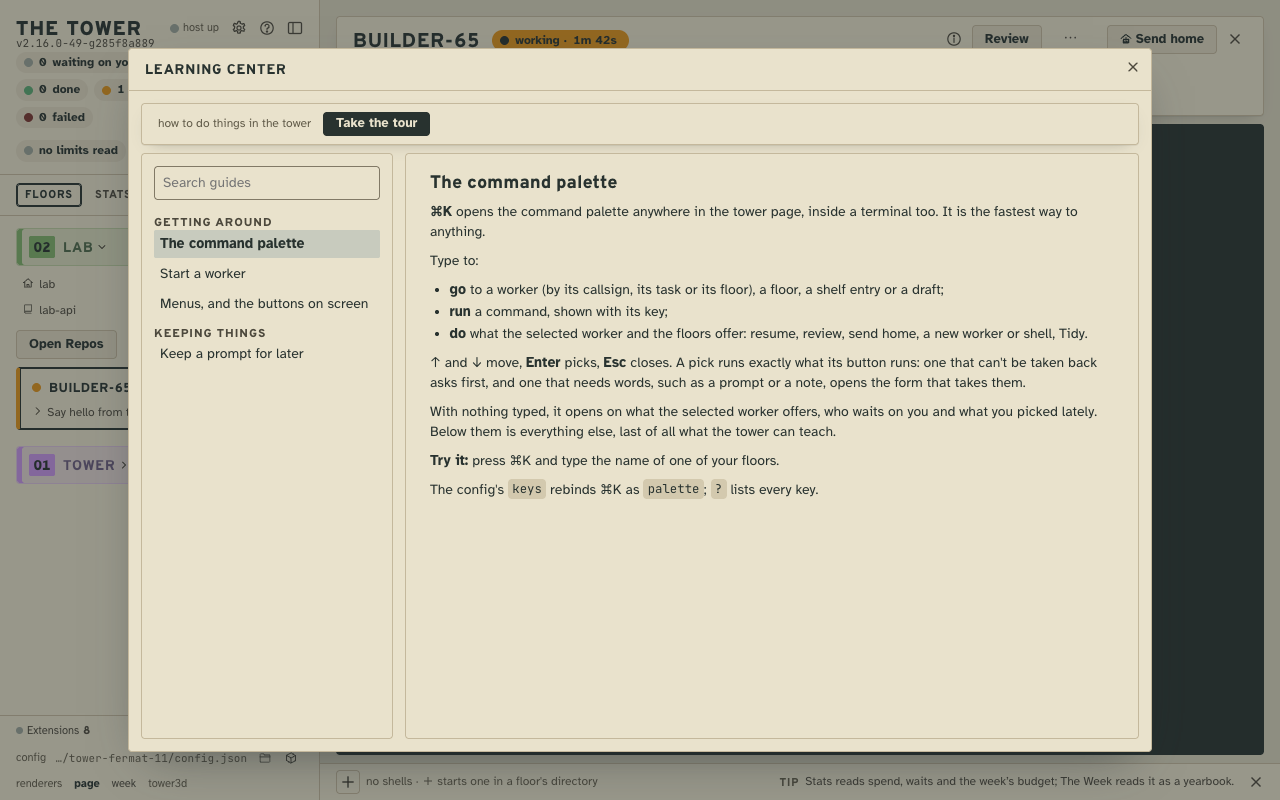 THE TOWER
host up
v2.16.0-49-g285f8a889
0 waiting on yo
0 done
1
0 failed
no limits read
FLOORS
STATS
02 LAB
lab
lab-api
Open Repos
BUILDER-65
Say hello from t
01 TOWER
Extensions 8
config …/tower-fermat-11/config.json
renderers page week tower3d
BUILDER-65
working · 1m 42s
Review
···
Send home
LEARNING CENTER
how to do things in the tower
Take the tour
Search guides
GETTING AROUND
The command palette
Start a worker
Menus, and the buttons on screen
KEEPING THINGS
Keep a prompt for later
The command palette
⌘K opens the command palette anywhere in the tower page, inside a terminal too. It is the fastest way to
anything.
Type to:
• go to a worker (by its callsign, its task or its floor), a floor, a shelf entry or a draft;
• run a command, shown with its key;
• do what the selected worker and the floors offer: resume, review, send home, a new worker or shell, Tidy.
↑ and ↓ move, Enter picks, Esc closes. A pick runs exactly what its button runs: one that can't be taken back
asks first, and one that needs words, such as a prompt or a note, opens the form that takes them.
With nothing typed, it opens on what the selected worker offers, who waits on you and what you picked lately.
Below them is everything else, last of all what the tower can teach.
Try it: press ⌘K and type the name of one of your floors.
The config's keys rebinds ⌘K as palette; ? lists every key.
no shells · + starts one in a floor's directory
TIP Stats reads spend, waits and the week's budget; The Week reads it as a yearbook.